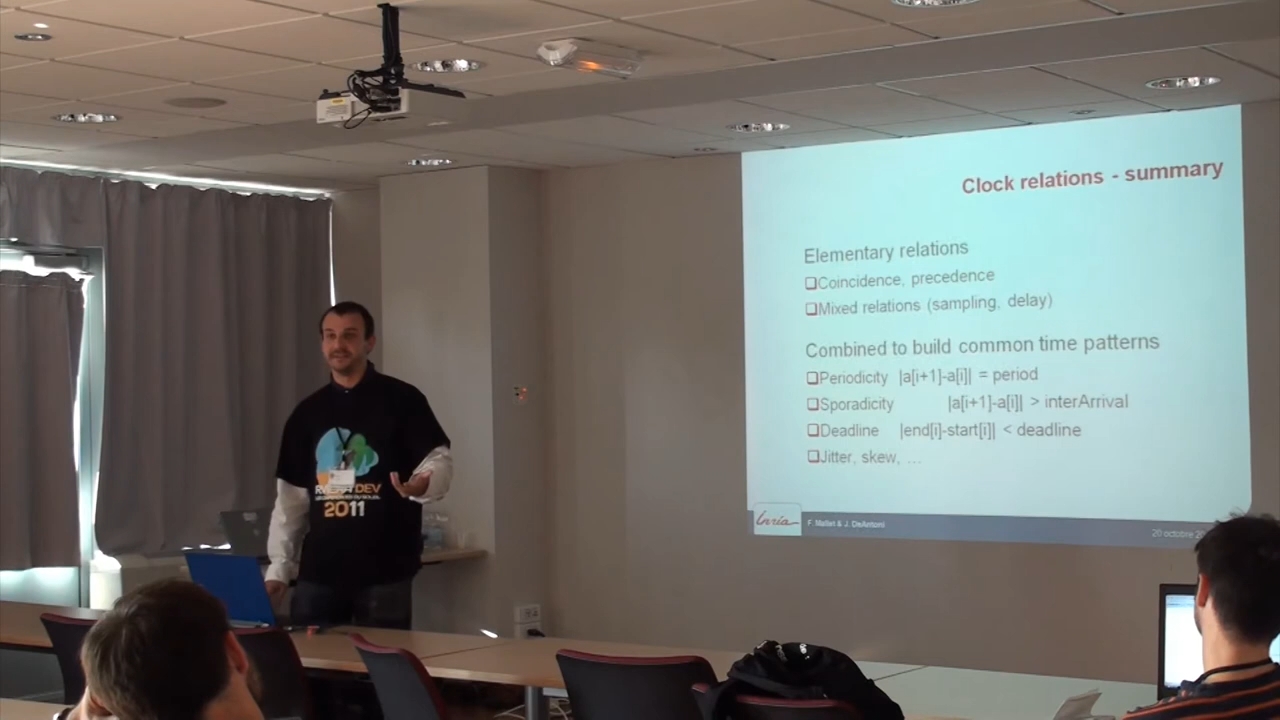 Clock relations - summary
Elementary relations
❑Coincidence, precedence
❑Mixed relations (sampling, delay)
Combined to build common time patterns
❑Periodicity |a[i+1]-a[i]| = period
❑Sporadicity |a[i+1]-a[i]| > interArrival
❑Deadline |end[i]-start[i]| < deadline
❑Jitter, skew, …
Inria
F. Mallet & J. DeAntoni
20 octobre
DEV
2011